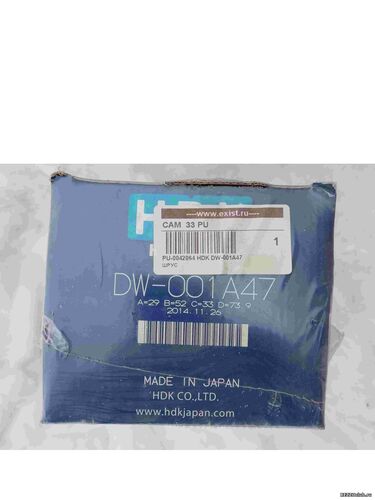 ----www.exist.ru----
CAM 33 PU
1
PU-0042064 HDK DW-001A47
ШРУС
DW-001A47
A=29 B=52 C=33 D=73.9
2014.11.26
MADE IN JAPAN
HDK CO.,LTD.
www.hdkjapan.com